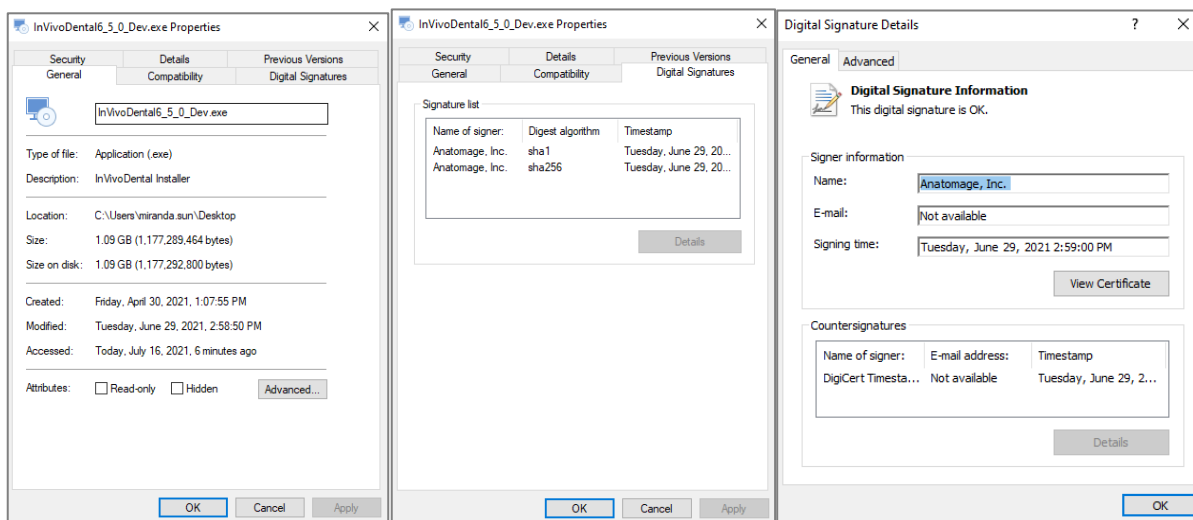 InVivoDental6_5_0_Dev.exe Properties
Security Details Previous Versions
General Compatibility Digital Signatures
InVivoDental6_5_0_Dev.exe
Type of file: Application (.exe)
Description: InVivoDental Installer
Location: C:\Users\miranda.sun\Desktop
Size: 1.09 GB (1,177,289,464 bytes)
Size on disk: 1.09 GB (1,177,292,800 bytes)
Created: Friday, April 30, 2021, 1:07:55 PM
Modified: Tuesday, June 29, 2021, 2:58:50 PM
Accessed: Today, July 16, 2021, 6 minutes ago
Attributes: Read-only Hidden Advanced...
OK Cancel Apply
InVivoDental6_5_0_Dev.exe Properties
Security Details Previous Versions
General Compatibility Digital Signatures
Signature list
Name of signer: Digest algorithm Timestamp
Anatomage, Inc. sha1 Tuesday, June 29, 20...
Anatomage, Inc. sha256 Tuesday, June 29, 20...
Details
OK Cancel Apply
Digital Signature Details ?
General Advanced
Digital Signature Information
This digital signature is OK.
Signer information
Name: Anatomage, Inc.
E-mail: Not available
Signing time: Tuesday, June 29, 2021 2:59:00 PM
View Certificate
Countersignatures
Name of signer: E-mail address: Timestamp
DigiCert Timesta... Not available Tuesday, June 29, 2...
Details
OK